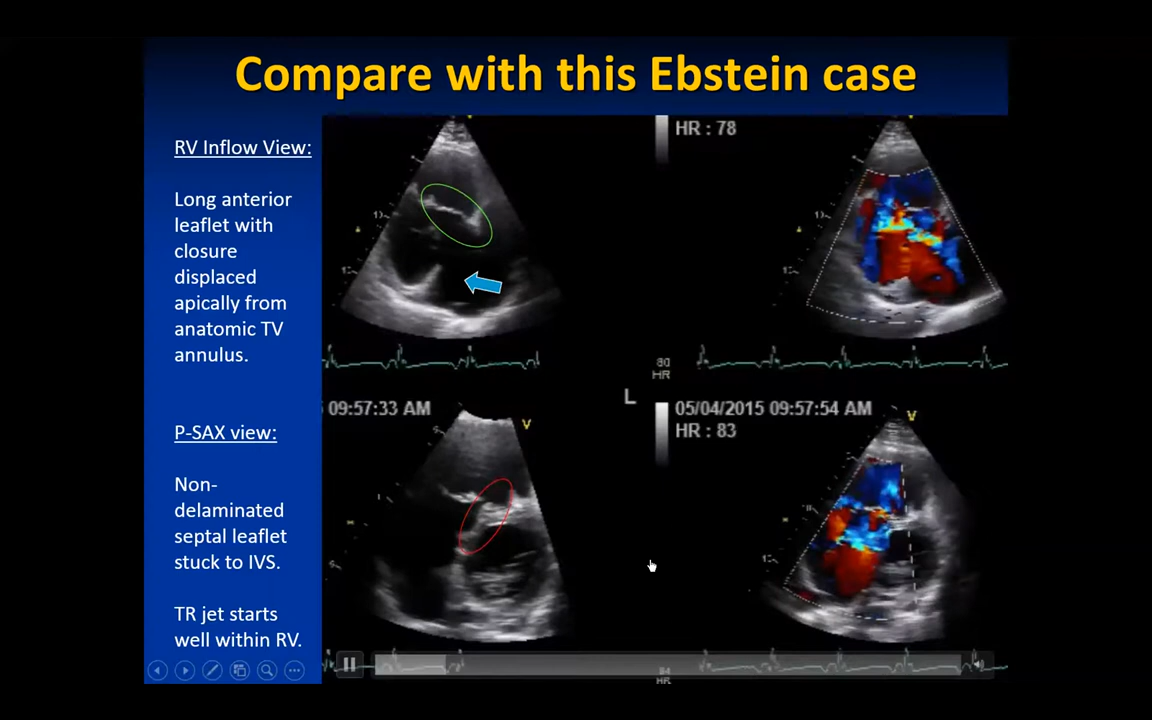 Compare with this Ebstein case
RV Inflow View:
Long anterior
leaflet with
closure
displaced
apically from
anatomic TV
annulus.
P-SAX view:
Non-
delaminated
septal leaflet
stuck to IVS.
TR jet starts
well within RV.
HR : 78
HR
L
09:57:33 AM
V
05/04/2015 09:57:54 AM
HR : 83
V
HR